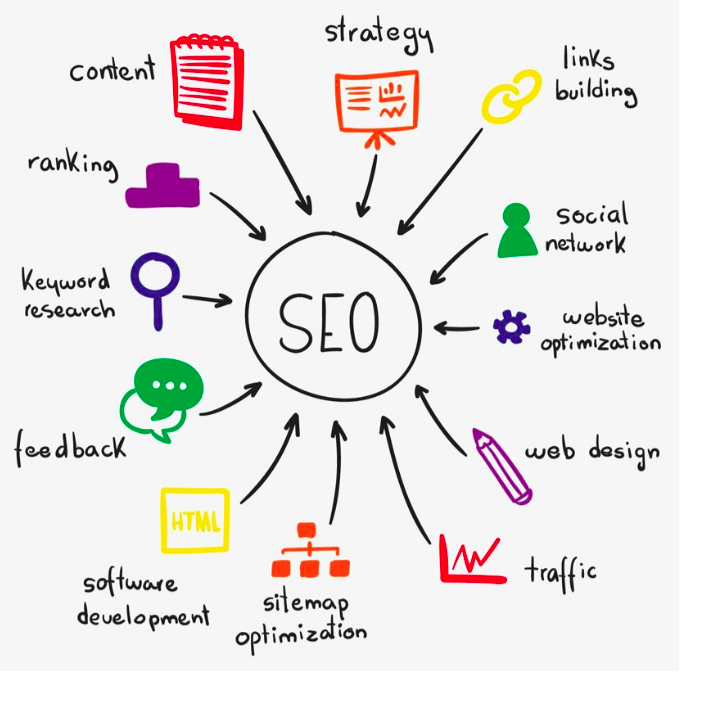 strategy
content
links
building
ranking
social
network
Keyword
research
SEO
website
optimization
feedback
web design
HTML
software
development
sitemap
optimization
traffic